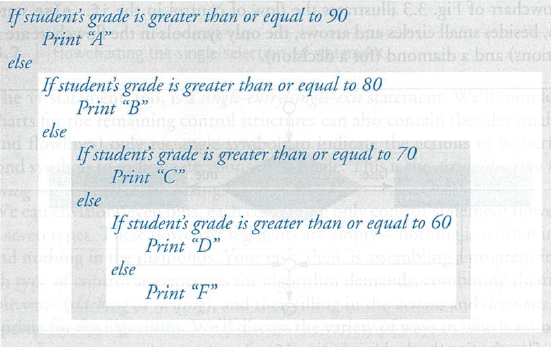 If student's grade is greater than or equal to 90
Print "A"
else
If student's grade is greater than or equal to 80
Print "B"
else
If student's grade is greater than or equal to 70
Print "C"
else
If student's grade is greater than or equal to 60
Print "D"
else
Print "F"